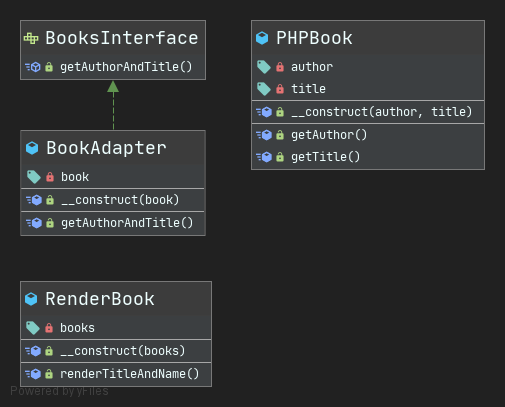 BooksInterface
getAuthorAndTitle()
BookAdapter
book
__construct(book)
getAuthorAndTitle()
PHPBook
author
title
__construct(author, title)
getAuthor()
getTitle()
RenderBook
books
__construct(books)
renderTitleAndName()
Powered by yFiles